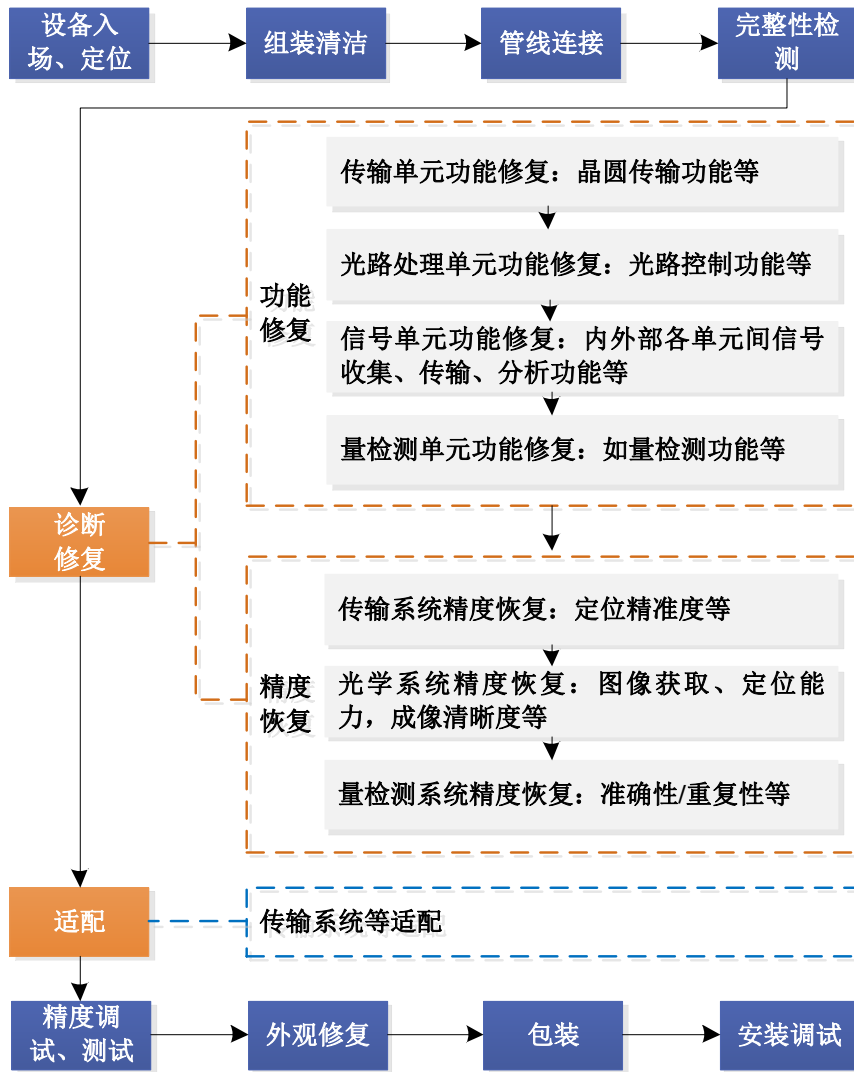 设备入
场、定位
组装清洁
管线连接
完整性检
测
传输单元功能修复：晶圆传输功能等
光路处理单元功能修复：光路控制功能等
功能
修复
信号单元功能修复：内外部各单元间信号
收集、传输、分析功能等
量检测单元功能修复：如量检测功能等
诊断
修复
传输系统精度恢复：定位精准度等
精度
恢复
光学系统精度恢复：图像获取、定位能
力，成像清晰度等
量检测系统精度恢复：准确性/重复性等
适配
传输系统等适配
精度调
试、测试
外观修复
包装
安装调试